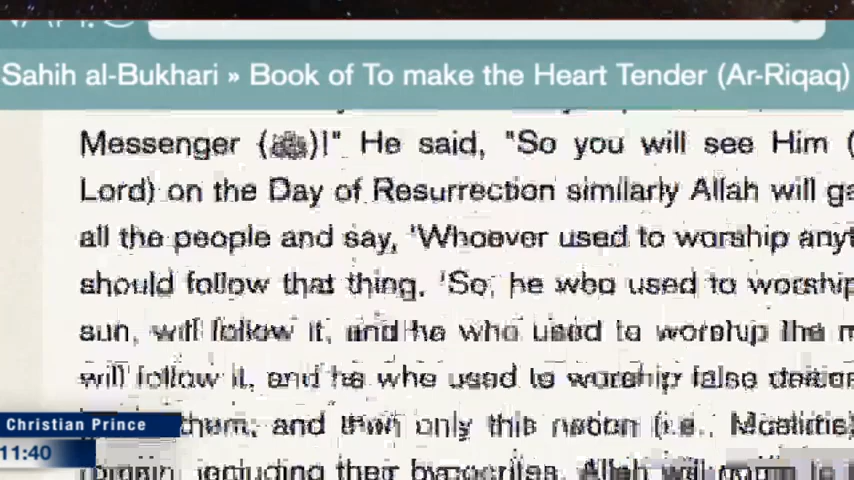 Sahih al-Bukhari » Book of To make the Heart Tender (Ar-Riqaq)
Messenger (ﷺ)!" He said, "So you will see Him (
Lord) on the Day of Resurrection similarly Allah will ga
all the people and say, 'Whoever used to worship anyt
should follow that thing, 'So, he who used to worship
sun, will follow it, and he who used to worship the m
will follow it, and he who used to worship false
them; and then only this nation (i.e., Muslims)
Christian Prince
including their hypocrites. Allah will
11:40